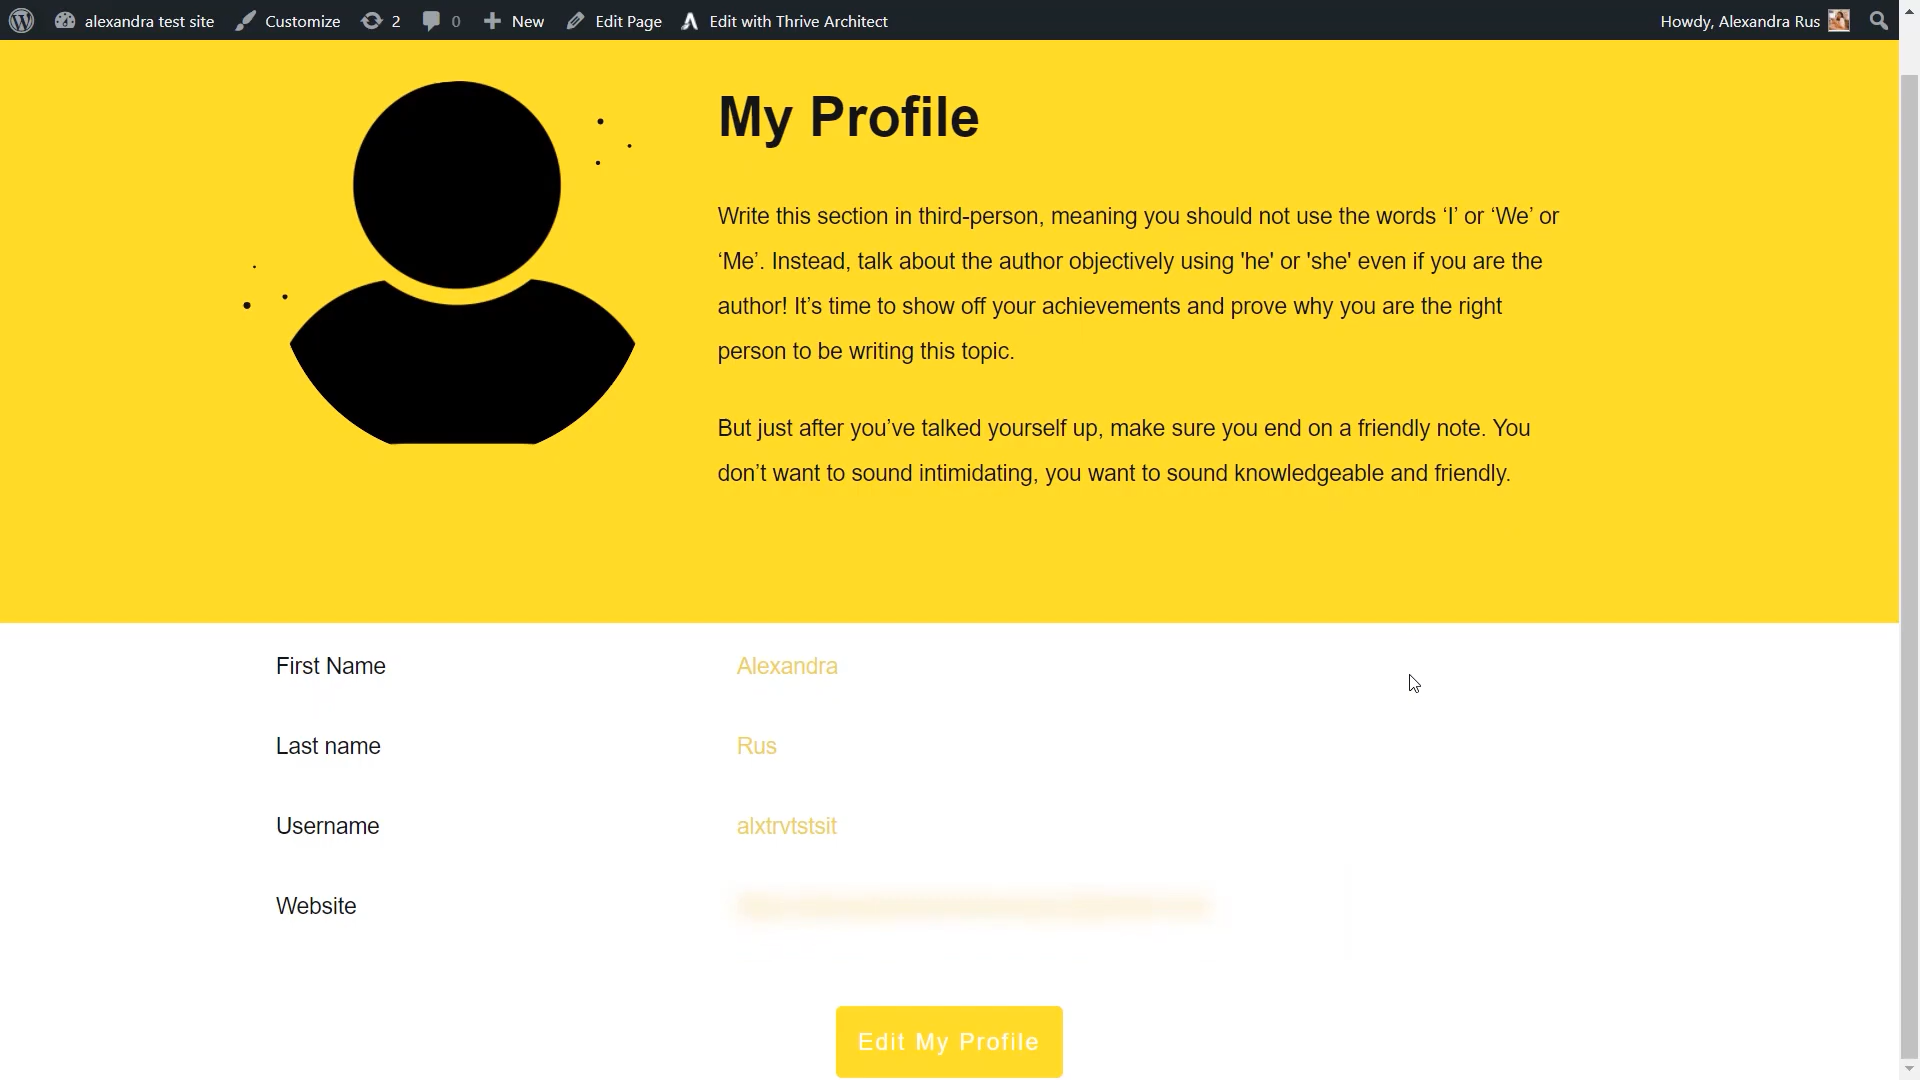 alexandra test site Customize 2 0 New Edit Page Edit with Thrive Architect Howdy, Alexandra Rus
My Profile
Write this section in third-person, meaning you should not use the words ‘I’ or ‘We’ or
‘Me’. Instead, talk about the author objectively using 'he' or 'she' even if you are the
author! It’s time to show off your achievements and prove why you are the right
person to be writing this topic.
But just after you’ve talked yourself up, make sure you end on a friendly note. You
don’t want to sound intimidating, you want to sound knowledgeable and friendly.
First Name Alexandra
Last name Rus
Username alxtrvtstsit
Website
Edit My Profile